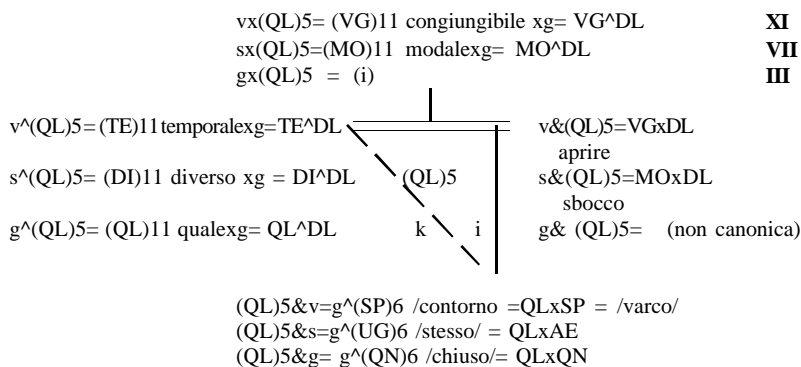 vx(QL)5= (VG)11 congiungibile xg= VG^DL XI
sx(QL)5=(MO)11 modalexg= MO^DL VII
gx(QL)5 = (i) III
v^(QL)5= (TE)11 temporalexg=TE^DL v&(QL)5=VGxDL
aprire
s^(QL)5= (DI)11 diverso xg = DI^DL (QL)5 s&(QL)5=MOxDL
sbocco
g^(QL)5= (QL)11 qualexg= QL^DL k i g& (QL)5= (non canonica)
(QL)5&v=g^(SP)6 /contorno =QLxSP = /varco/
(QL)5&s=g^(UG)6 /stesso/ = QLxAE
(QL)5&g= g^(QN)6 /chiuso/= QLxQN